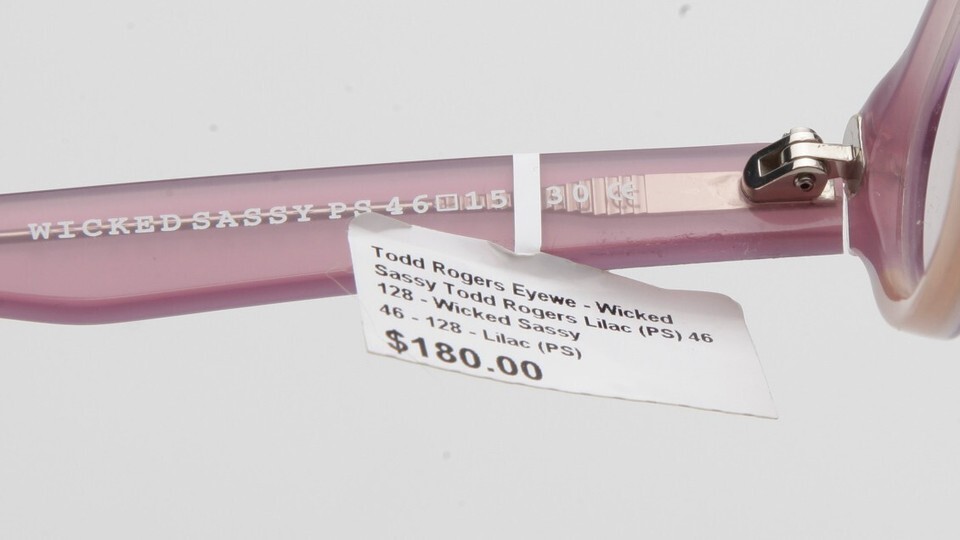 WICKED SASSY PS 46□15 30 CE
Todd Rogers Eyewe - Wicked
Sassy Todd Rogers Lilac (PS) 46
128 - Wicked Sassy
46 - 128 - Lilac (PS)
$180.00